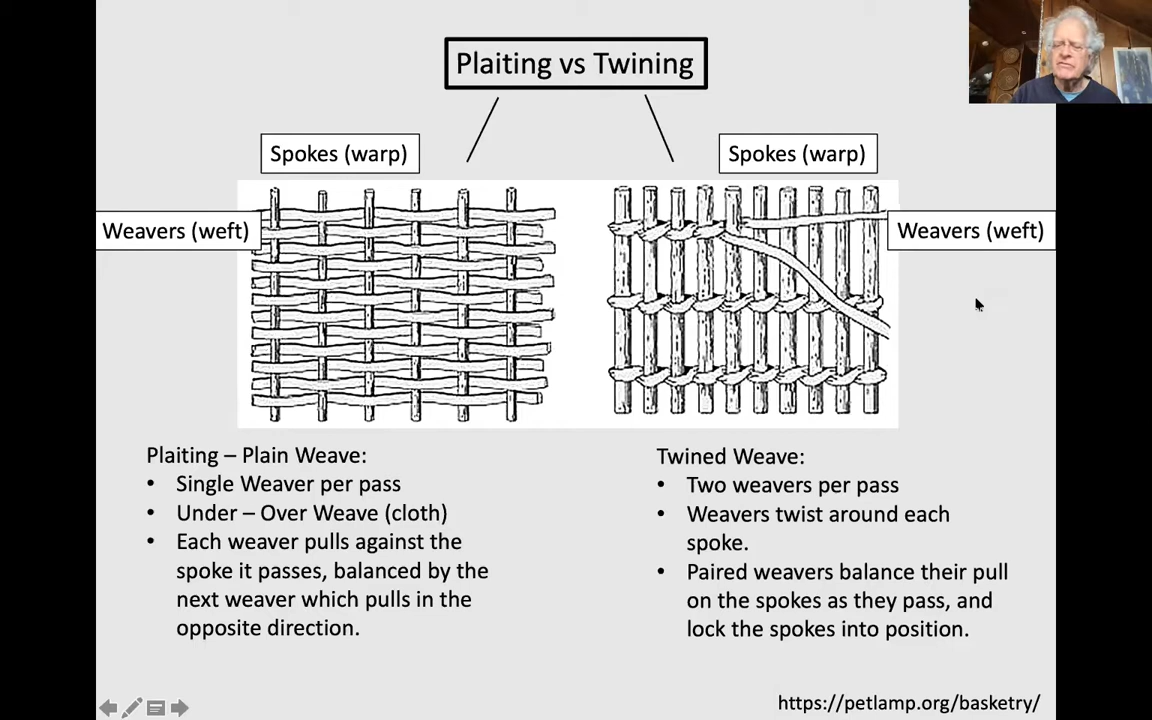 Plaiting vs Twining
Spokes (warp)
Spokes (warp)
Weavers (weft)
Weavers (weft)
Plaiting – Plain Weave:
• Single Weaver per pass
• Under – Over Weave (cloth)
• Each weaver pulls against the
spoke it passes, balanced by the
next weaver which pulls in the
opposite direction.
Twined Weave:
• Two weavers per pass
• Weavers twist around each
spoke.
• Paired weavers balance their pull
on the spokes as they pass, and
lock the spokes into position.
https://petlamp.org/basketry/